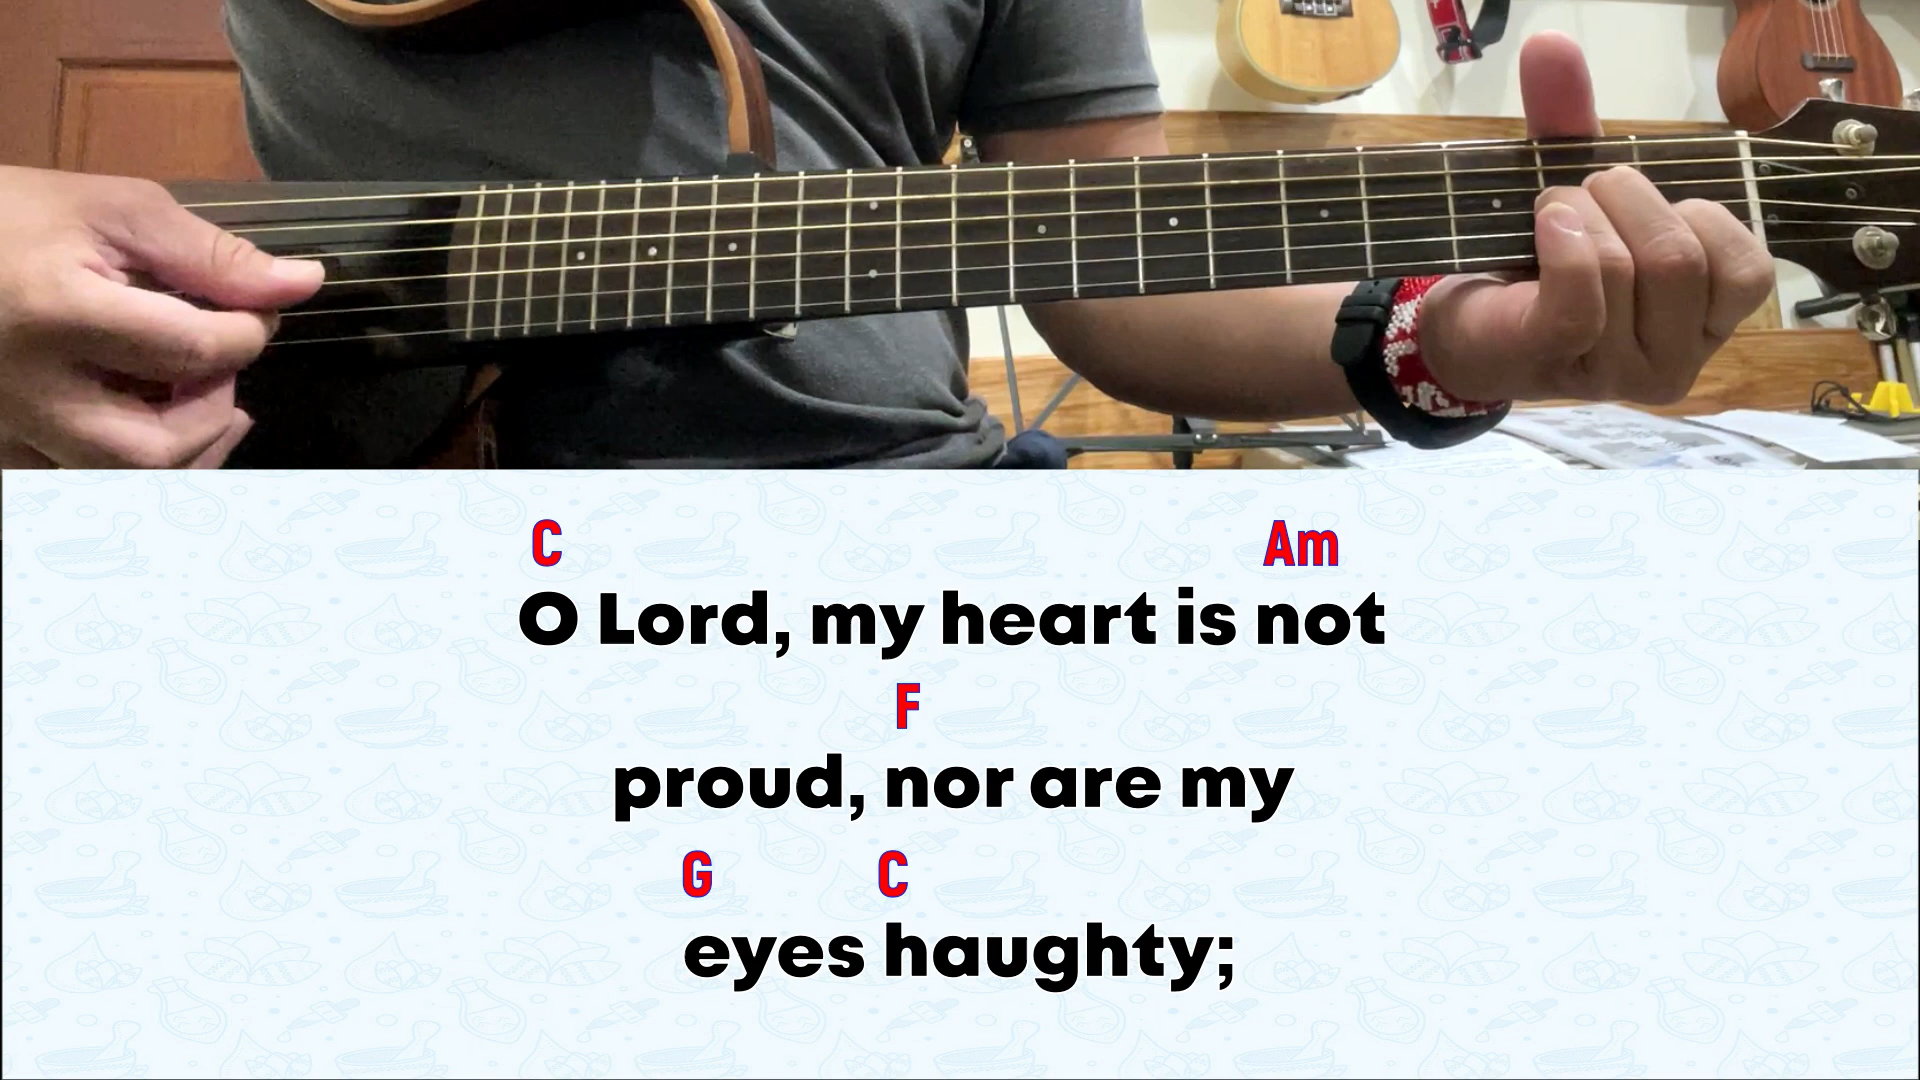 C Am
O Lord, my heart is not
F
proud, nor are my
G C
eyes haughty;